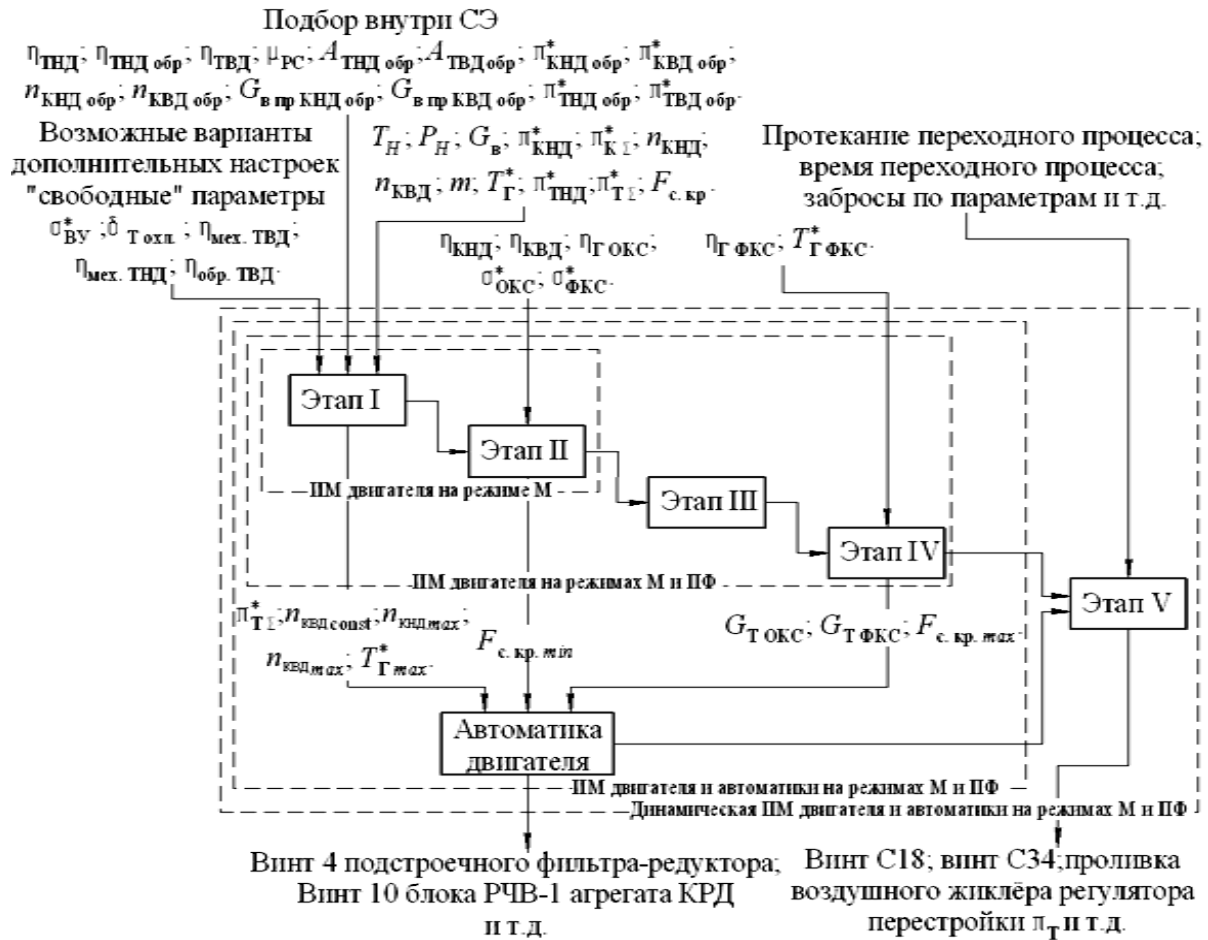 Подбор внутри СЭ
ηТНД; ηТНД обр; ηТВД; μРС; AТНД обр; AТВД обр; π*КНД обр; π*КВД обр;
nКНД обр; nКВД обр; Gв пр КНД обр; Gв пр КВД обр; π*ТНД обр; π*ТВД обр.
Возможные варианты
дополнительных настроек
"свободные" параметры
σ*ВУ; δТ охл.; ηмех. ТВД;
ηмех. ТНД; ηобр. ТВД.
TН; PН; Gв; π*КНД; π*К Σ; nКНД;
nКВД; m; T*Г; π*ТНД; π*Т Σ; Fс. кр.
ηКНД; ηКВД; ηГ ОКС;
σ*ОКС; σ*ФКС.
ηГ ФКС; T*Г ФКС.
Протекание переходного процесса;
время переходного процесса;
забросы по параметрам и т.д.
Этап I
Этап II
ИМ двигателя на режиме М
Этап III
Этап IV
ИМ двигателя на режимах М и ПФ
Этап V
π*Т Σ; nКВД const; nКНД max;
nКВД max; T*Г max.
Fс. кр. min
GТ ОКС; GТ ФКС; Fс. кр. max.
Автоматика
двигателя
ИМ двигателя и автоматики на режимах М и ПФ
Динамическая ИМ двигателя и автоматики на режимах М и ПФ
Винт 4 подстроечного фильтра-редуктора;
Винт 10 блока РЧВ-1 агрегата КРД
и т.д.
Винт С18; винт С34;проливка
воздушного жиклёра регулятора
перестройки πТ и т.д.